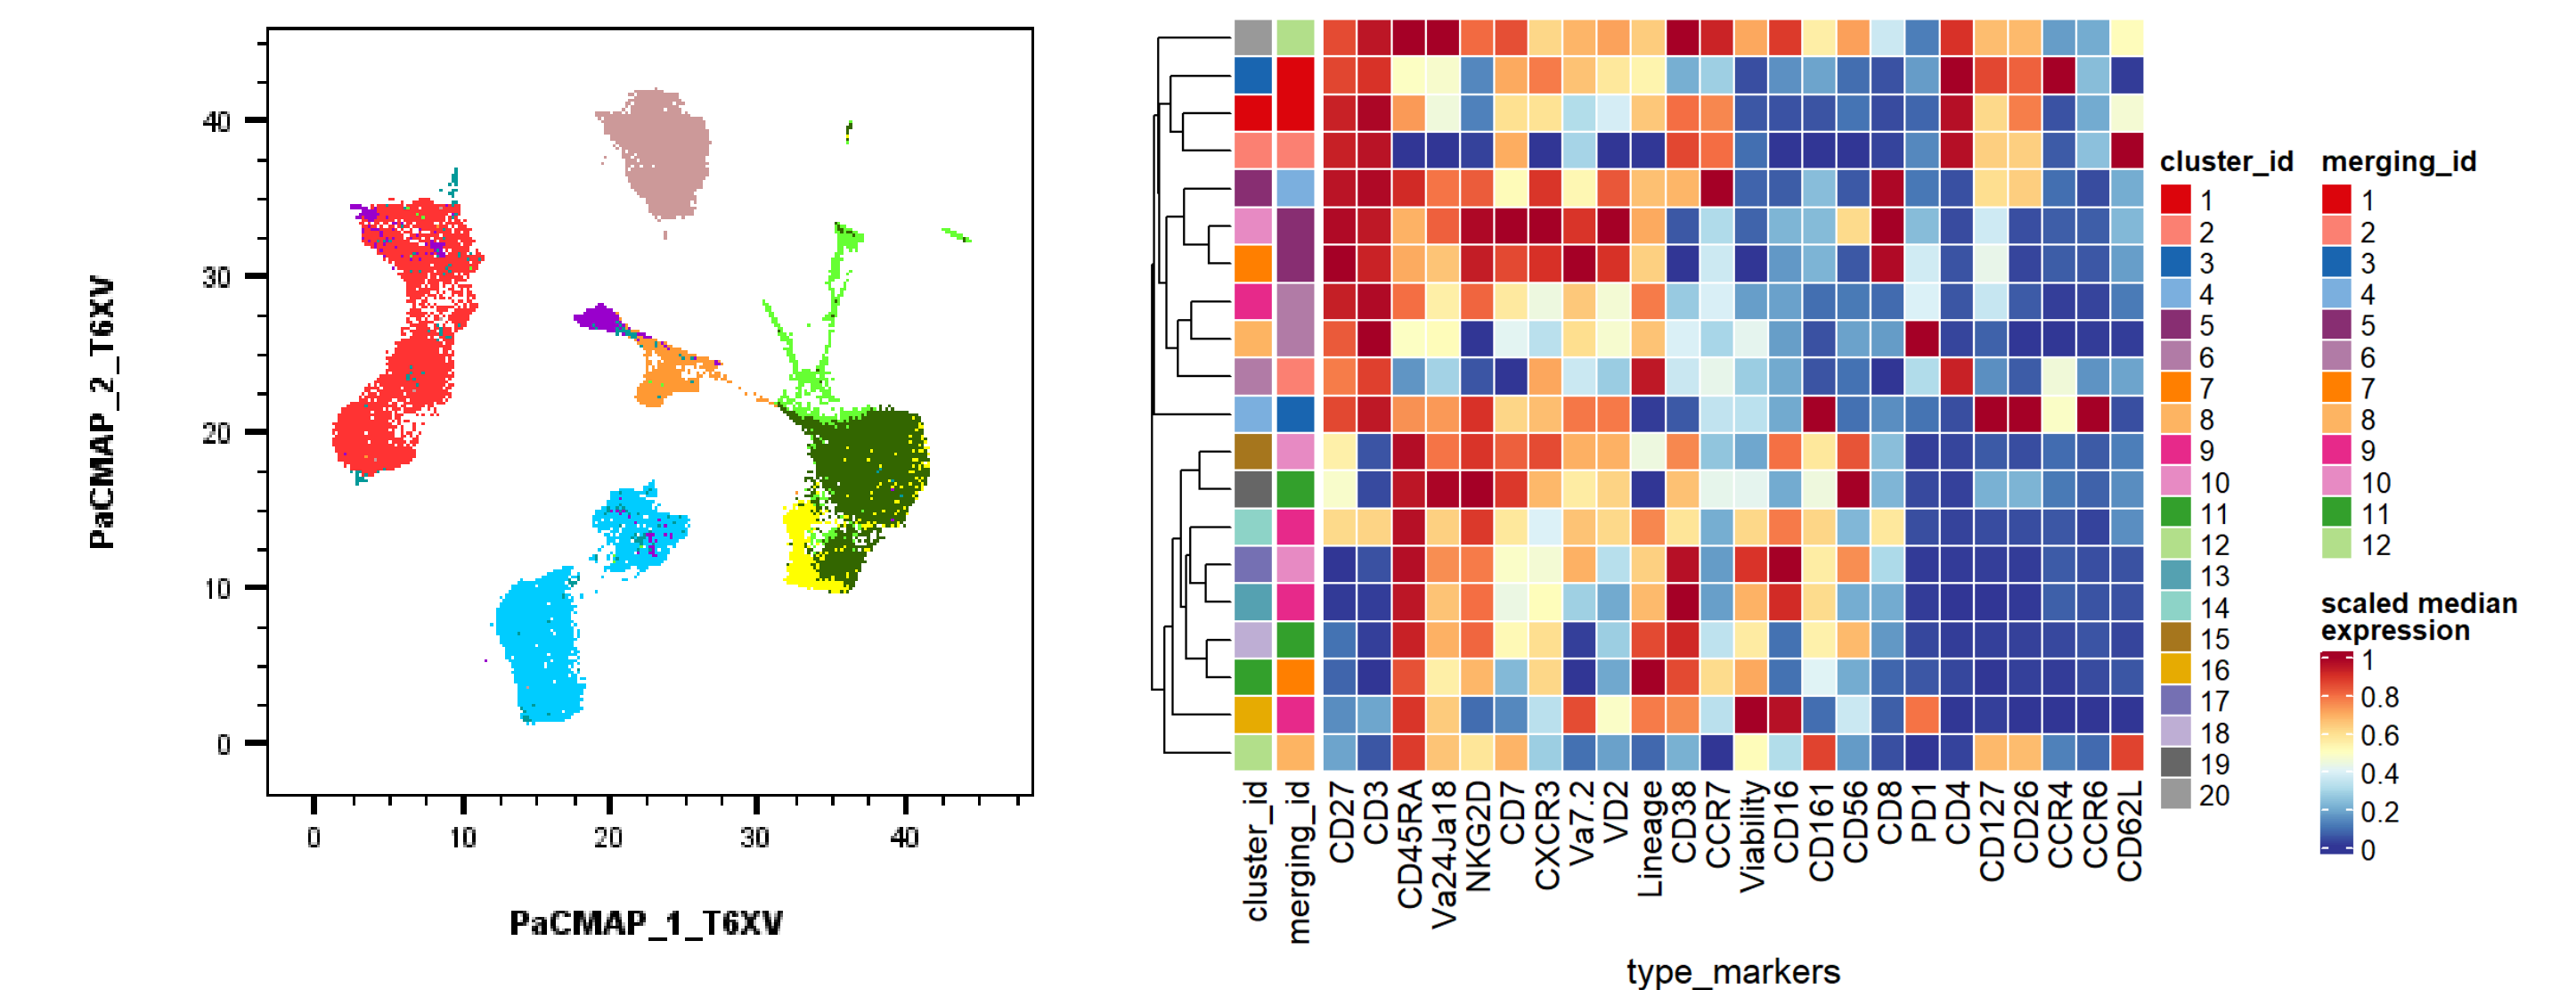 40
30
20
10
0
0
10
20
30
40
PaCMAP_2_T6XV
PaCMAP_1_T6XV
cluster_id
merging_id
CD27
CD3
CD45RA
Va24Ja18
NKG2D
CD7
CXCR3
Va7.2
VD2
Lineage
CD38
CCR7
Viability
CD16
CD161
CD56
CD8
PD1
CD4
CD127
CD26
CCR4
CCR6
CD62L
type_markers
cluster_id
1
2
3
4
5
6
7
8
9
10
11
12
13
14
15
16
17
18
19
20
merging_id
1
2
3
4
5
6
7
8
9
10
11
12
scaled median
expression
1
0.8
0.6
0.4
0.2
0